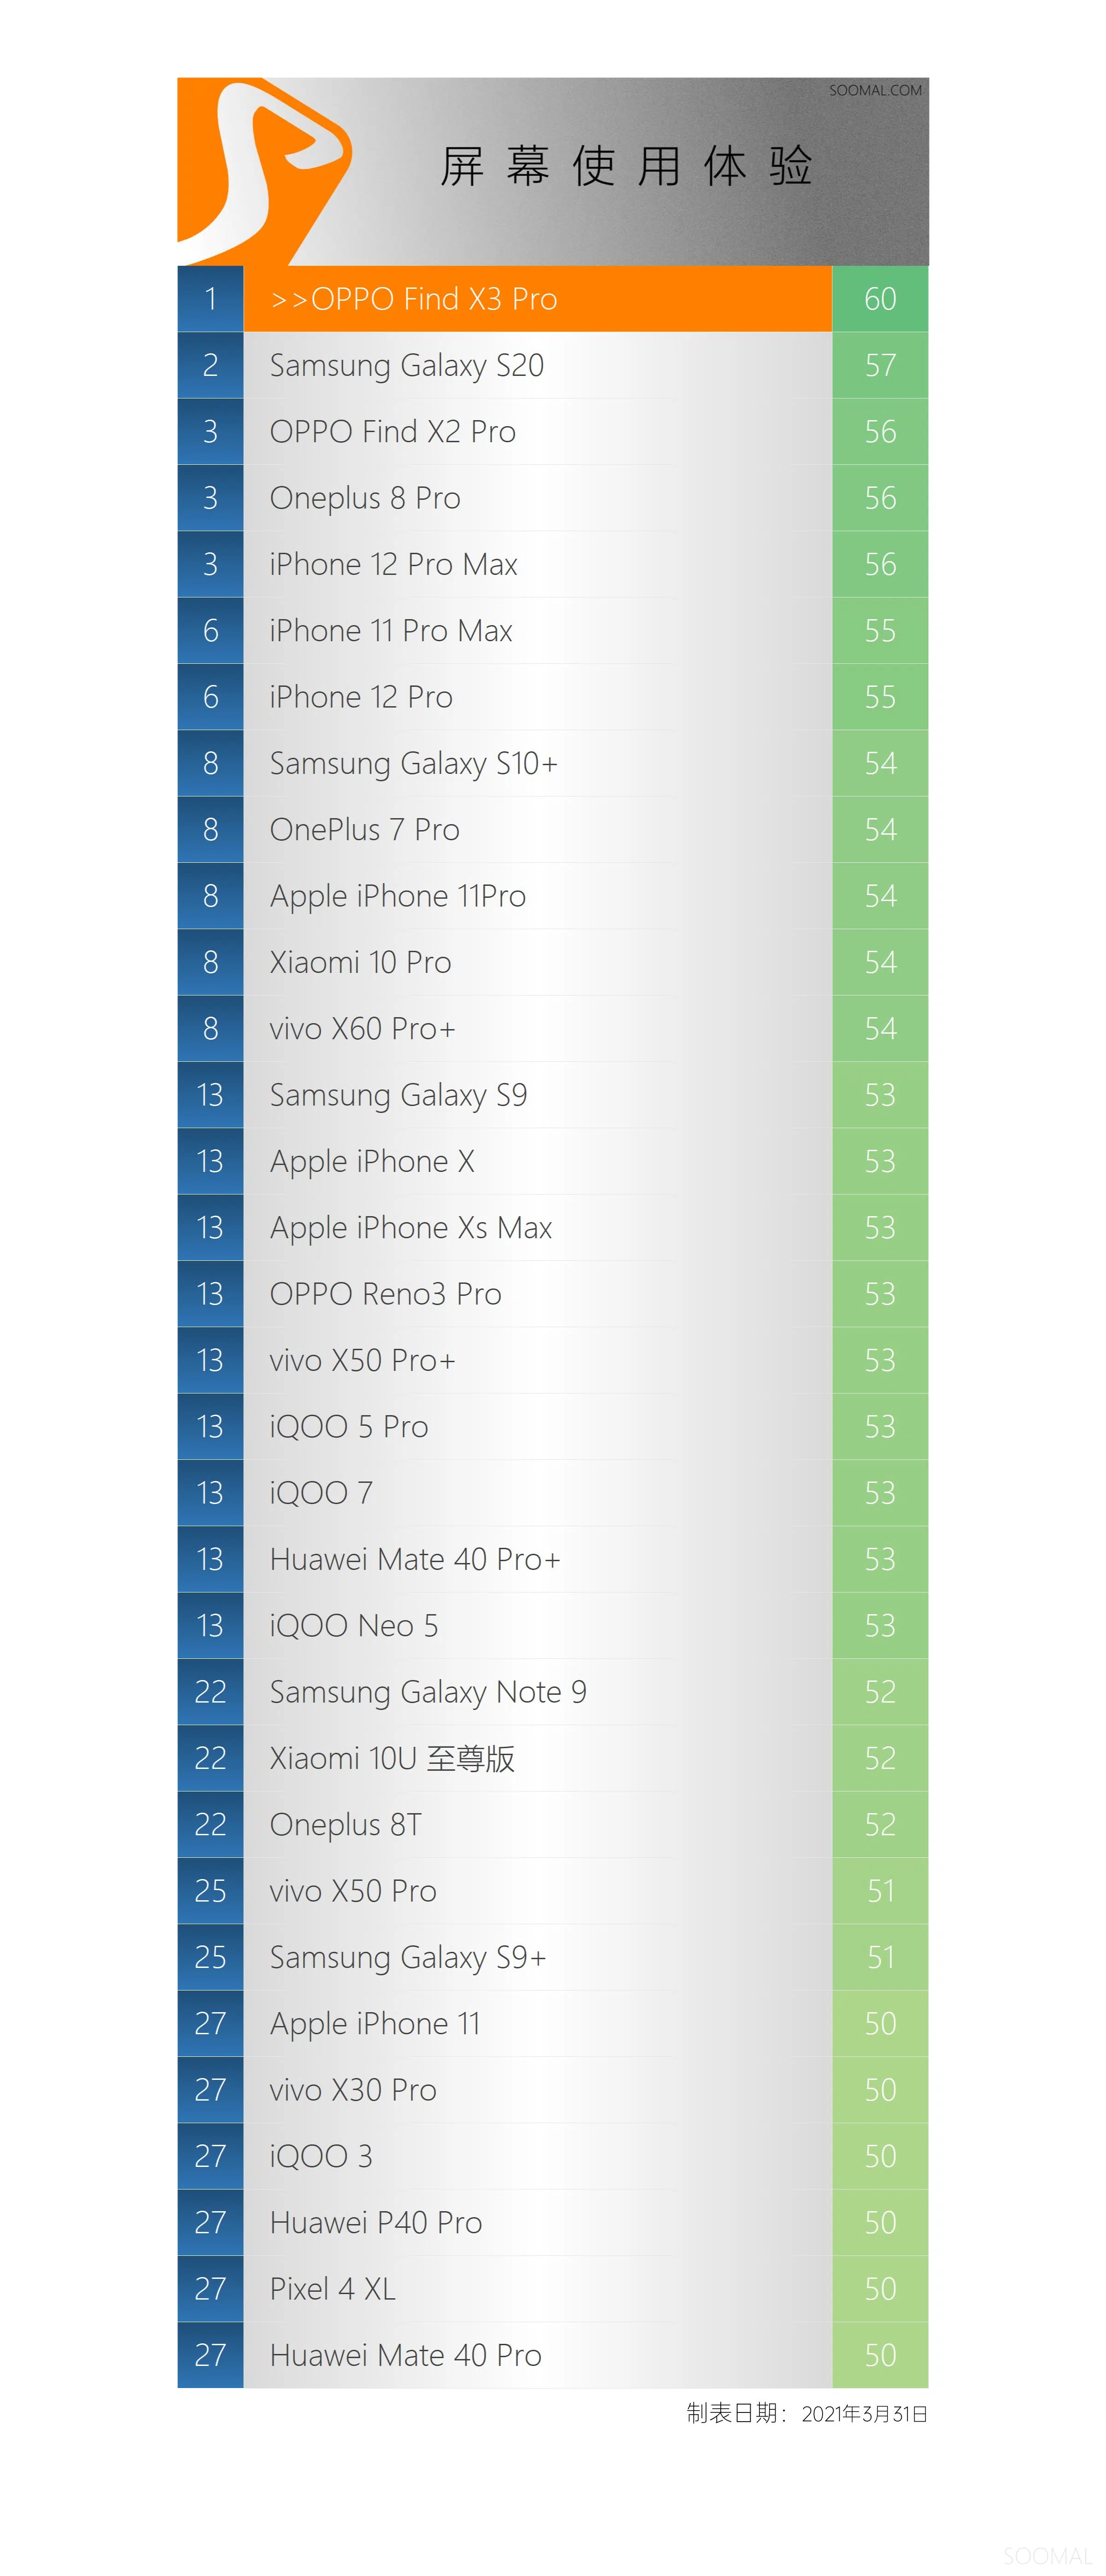 SOOMAL.COM
屏幕使用体验
1 >>OPPO Find X3 Pro 60
2 Samsung Galaxy S20 57
3 OPPO Find X2 Pro 56
3 Oneplus 8 Pro 56
3 iPhone 12 Pro Max 56
6 iPhone 11 Pro Max 55
6 iPhone 12 Pro 55
8 Samsung Galaxy S10+ 54
8 OnePlus 7 Pro 54
8 Apple iPhone 11Pro 54
8 Xiaomi 10 Pro 54
8 vivo X60 Pro+ 54
13 Samsung Galaxy S9 53
13 Apple iPhone X 53
13 Apple iPhone Xs Max 53
13 OPPO Reno3 Pro 53
13 vivo X50 Pro+ 53
13 iQOO 5 Pro 53
13 iQOO 7 53
13 Huawei Mate 40 Pro+ 53
13 iQOO Neo 5 53
22 Samsung Galaxy Note 9 52
22 Xiaomi 10U 至尊版 52
22 Oneplus 8T 52
25 vivo X50 Pro 51
25 Samsung Galaxy S9+ 51
27 Apple iPhone 11 50
27 vivo X30 Pro 50
27 iQOO 3 50
27 Huawei P40 Pro 50
27 Pixel 4 XL 50
27 Huawei Mate 40 Pro 50
制表日期：2021年3月31日
SOOMAL